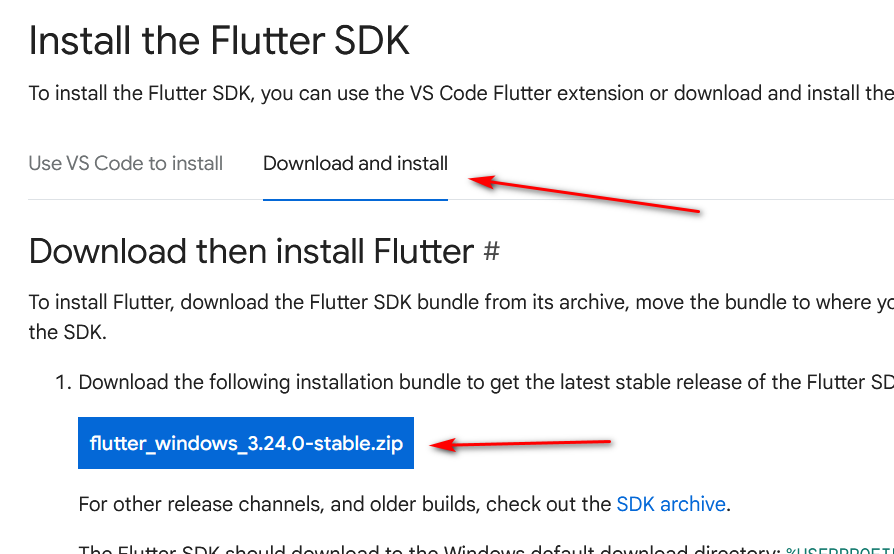 Install the Flutter SDK
To install the Flutter SDK, you can use the VS Code Flutter extension or download and install the
Use VS Code to install Download and install
Download then install Flutter #
To install Flutter, download the Flutter SDK bundle from its archive, move the bundle to where
the SDK.
1. Download the following installation bundle to get the latest stable release of the Flutter
flutter_windows_3.24.0-stable.zip
For other release channels, and older builds, check out the SDK archive.
The Flutter SDK should download to the Windows default download directory: